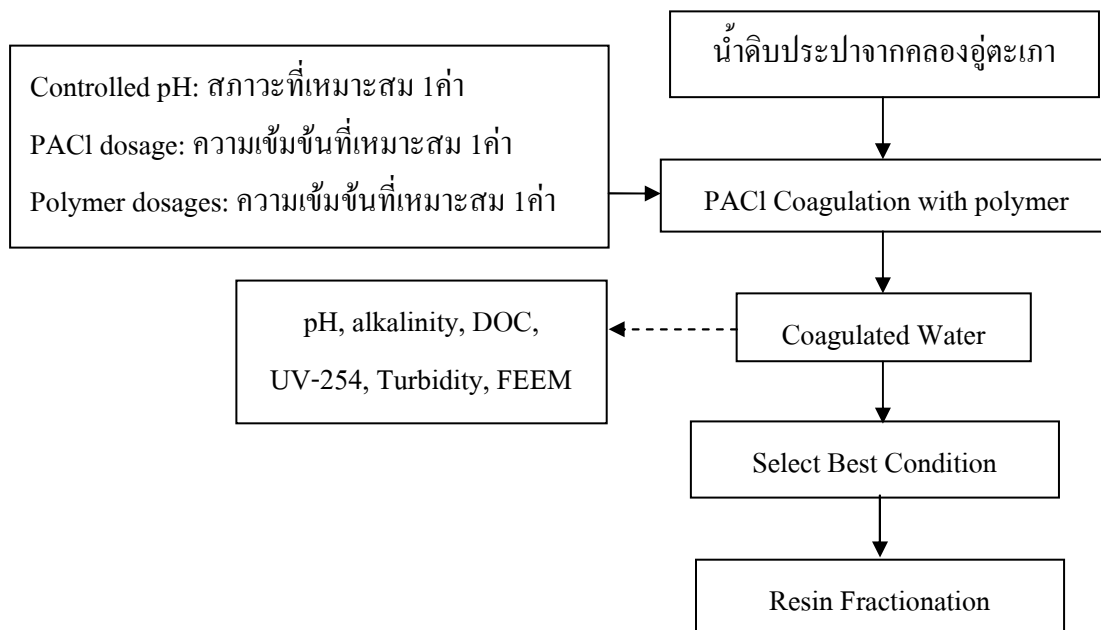 น้ำดิบประปาจากคลองอู่ตะเภา
Controlled pH: สภาวะที่เหมาะสม 1ค่า
PACl dosage: ความเข้มข้นที่เหมาะสม 1ค่า
Polymer dosages: ความเข้มข้นที่เหมาะสม 1ค่า
PACl Coagulation with polymer
pH, alkalinity, DOC,
UV-254, Turbidity, FEEM
Coagulated Water
Select Best Condition
Resin Fractionation